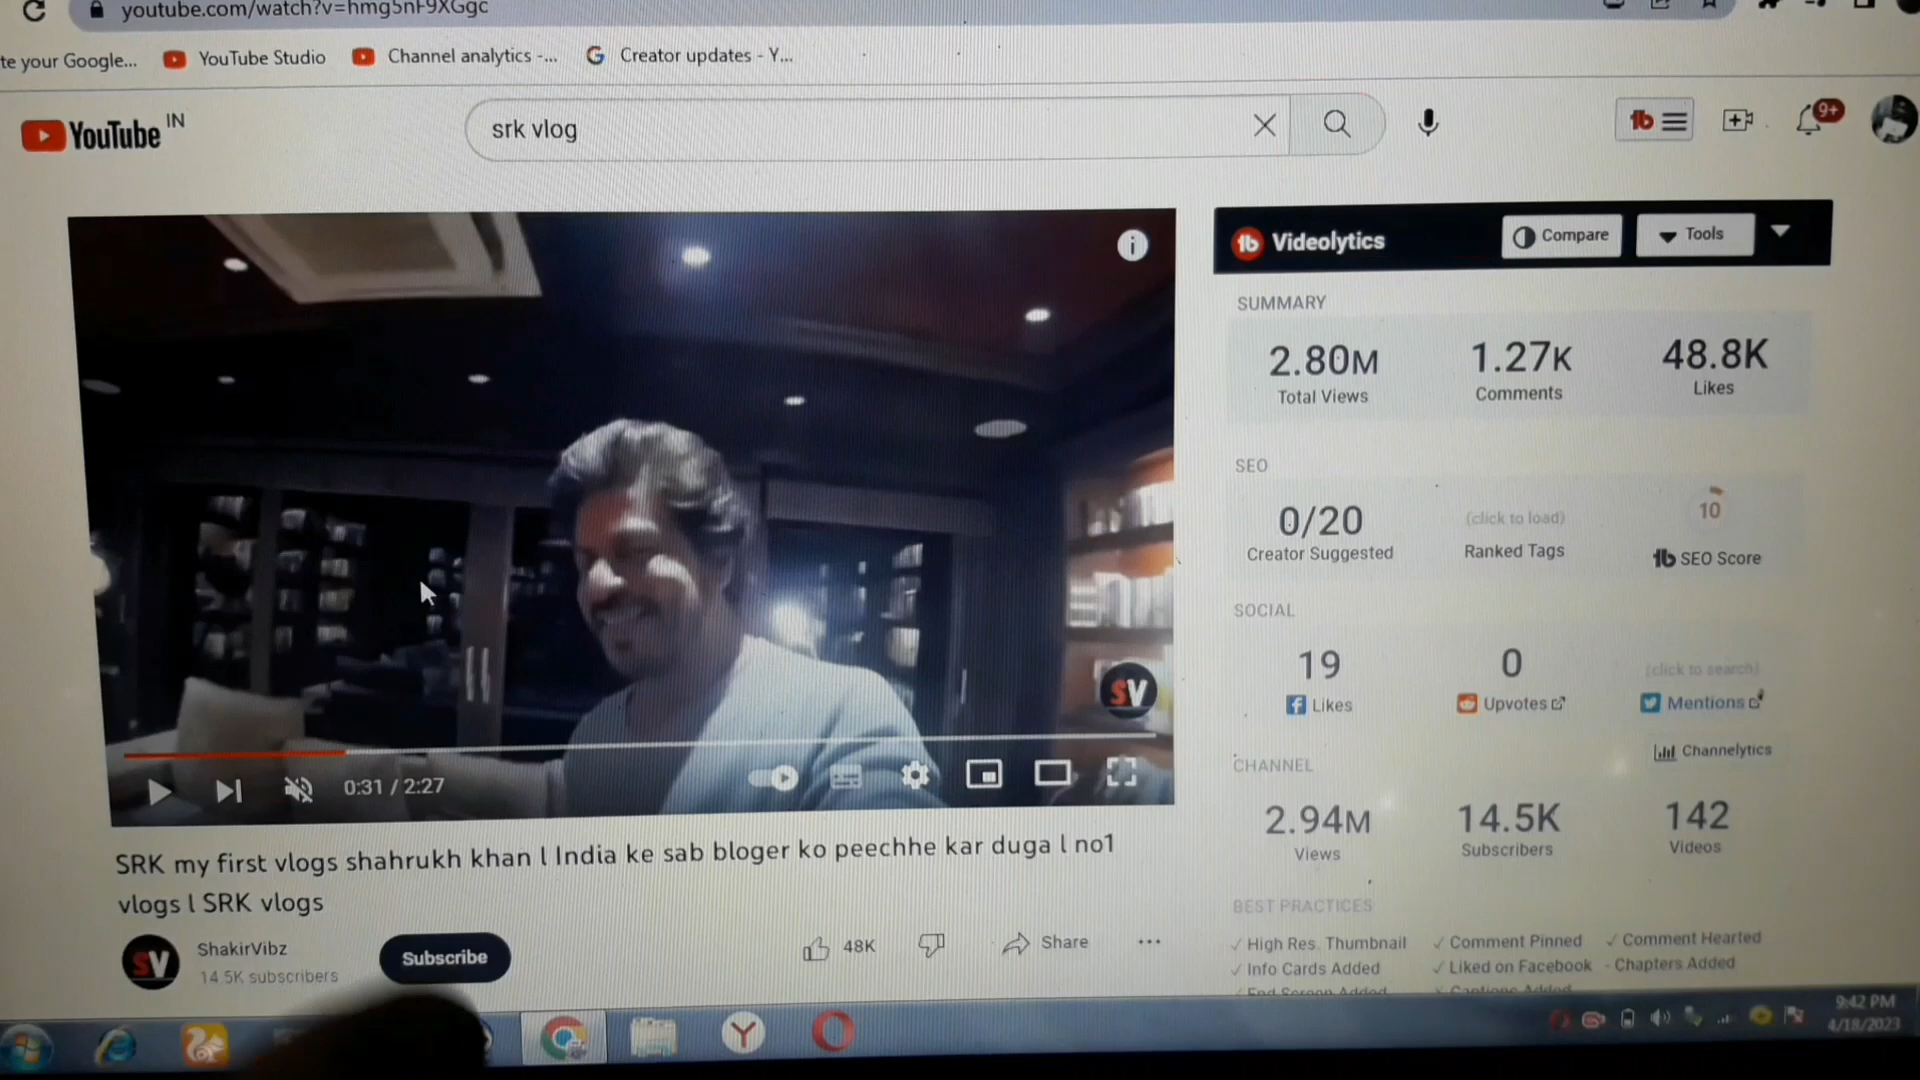 youtube.com/watch?v=hmg5nF9XGgc
te your Google... YouTube Studio Channel analytics -... Creator updates - Y...
YouTube IN
srk vlog
9+
Videolytics Compare Tools
SUMMARY
2.80M 1.27K 48.8K
Total Views Comments Likes
SEO
0/20 (click to load) 10
Creator Suggested Ranked Tags SEO Score
SOCIAL
19 0 (click to search)
Likes Upvotes Mentions
Channelytics
CHANNEL
2.94M 14.5K 142
Views Subscribers Videos
BEST PRACTICES
High Res. Thumbnail Comment Pinned Comment Hearted
Info Cards Added Liked on Facebook - Chapters Added
End Screen Added Captions Added
SV
0:31 / 2:27
SRK my first vlogs shahrukh khan l India ke sab bloger ko peechhe kar duga l no1
vlogs l SRK vlogs
SV ShakirVibz
14.5K subscribers
Subscribe
48K Share
9:42 PM
4/18/2023